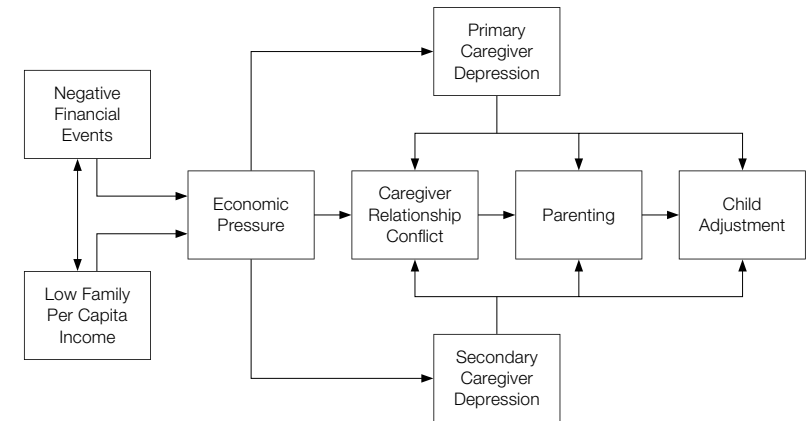 Primary
Caregiver
Depression
Negative
Financial
Events
Economic
Pressure
Caregiver
Relationship
Conflict
Parenting
Child
Adjustment
Low Family
Per Capita
Income
Secondary
Caregiver
Depression